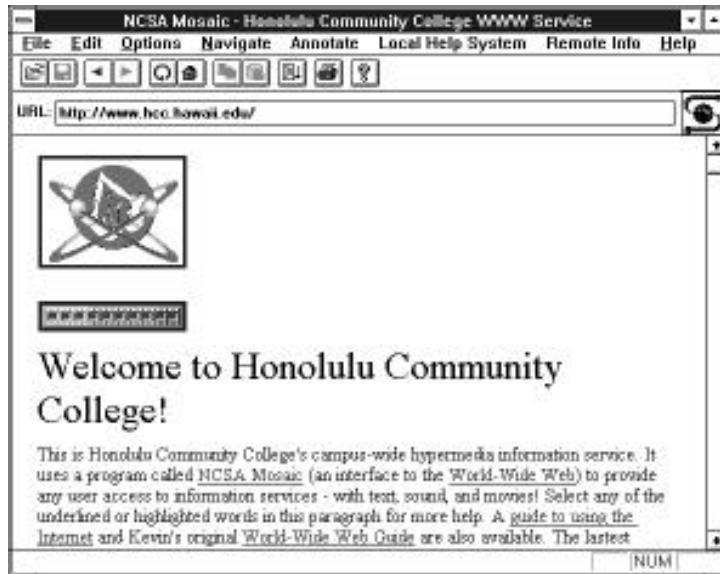 NCSA Mosaic - Honolulu Community College WWW Service
File Edit Options Navigate Annotate Local Help System Remote Info Help
URL: http://www.hcc.hawaii.edu/
Welcome to Honolulu Community
College!
This is Honolulu Community College's campus-wide hypermedia information service. It
uses a program called NCSA Mosaic (an interface to the World-Wide Web) to provide
any user access to information services - with text, sound, and movies! Select any of the
underlined or highlighted words in this paragraph for more help. A guide to using the
Internet and Kevin's original World-Wide Web Guide are also available. The lastest
NUM